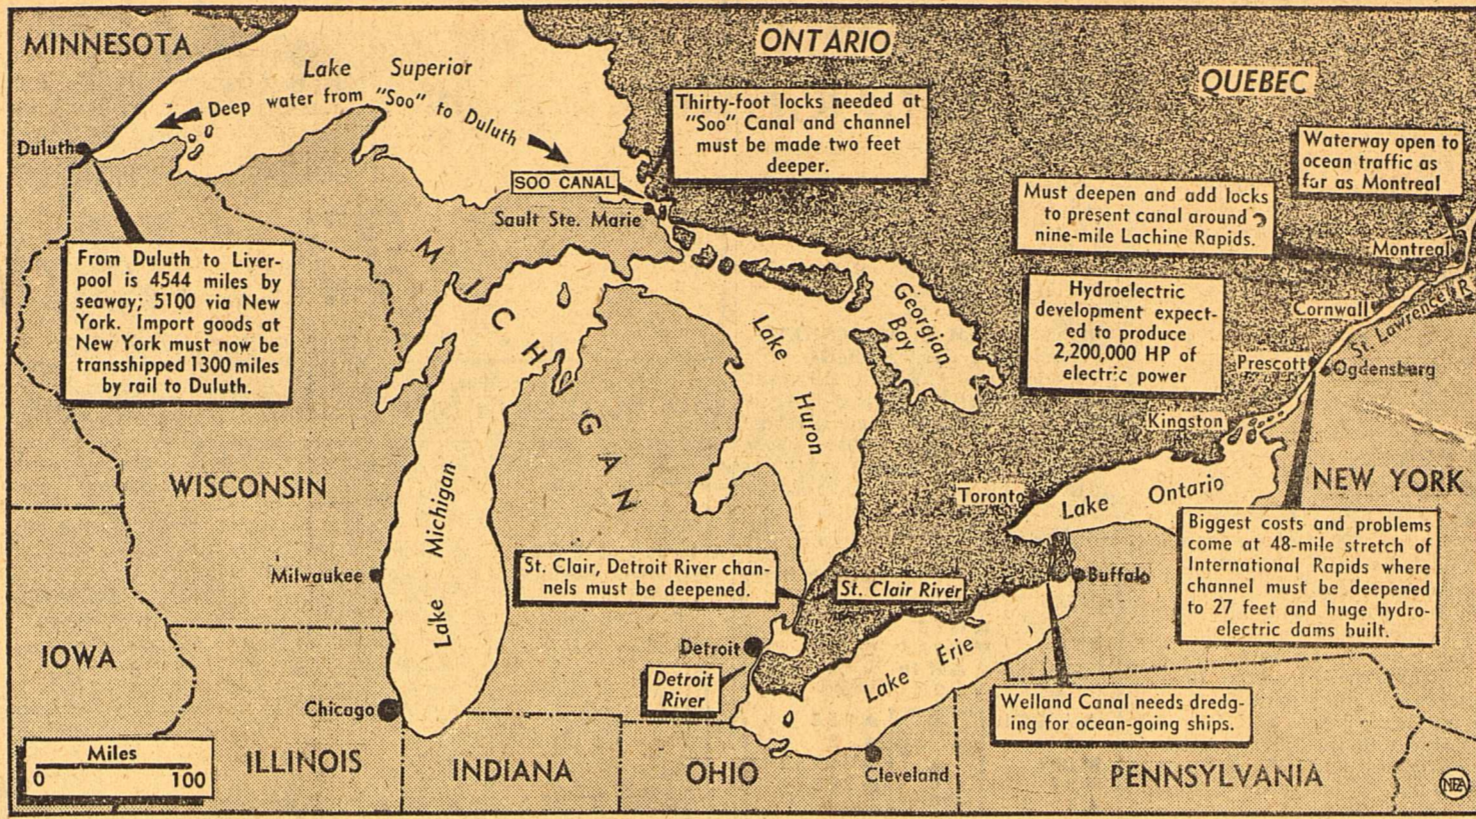 MINNESOTA
ONTARIO
QUEBEC
Lake Superior
Deep water from "Soo" to Duluth
Duluth
Thirty-foot locks needed at
"Soo" Canal and channel
must be made two feet
deeper.
Waterway open to
ocean traffic as
far as Montreal
SOO CANAL
Sault Ste. Marie
Must deepen and add locks
to present canal around
nine-mile Lachine Rapids.
Montreal
From Duluth to Liver-
pool is 4544 miles by
seaway; 5100 via New
York. Import goods at
New York must now be
transshipped 1300 miles
by rail to Duluth.
MICHIGAN
Georgian
Bay
Hydroelectric
development expect-
ed to produce
2,200,000 HP of
electric power
Cornwall
St. Lawrence R
Prescott
Ogdensburg
Lake Huron
Kingston
WISCONSIN
Lake Michigan
Toronto
Lake Ontario
NEW YORK
Biggest costs and problems
come at 48-mile stretch of
International Rapids where
channel must be deepened
to 27 feet and huge hydro-
electric dams built.
Milwaukee
St. Clair, Detroit River chan-
nels must be deepened.
St. Clair River
Buffalo
IOWA
Detroit
Detroit
River
Lake Erie
Welland Canal needs dredg-
ing for ocean-going ships.
Chicago
Miles
0 100
ILLINOIS
INDIANA
OHIO
Cleveland
PENNSYLVANIA
NEA